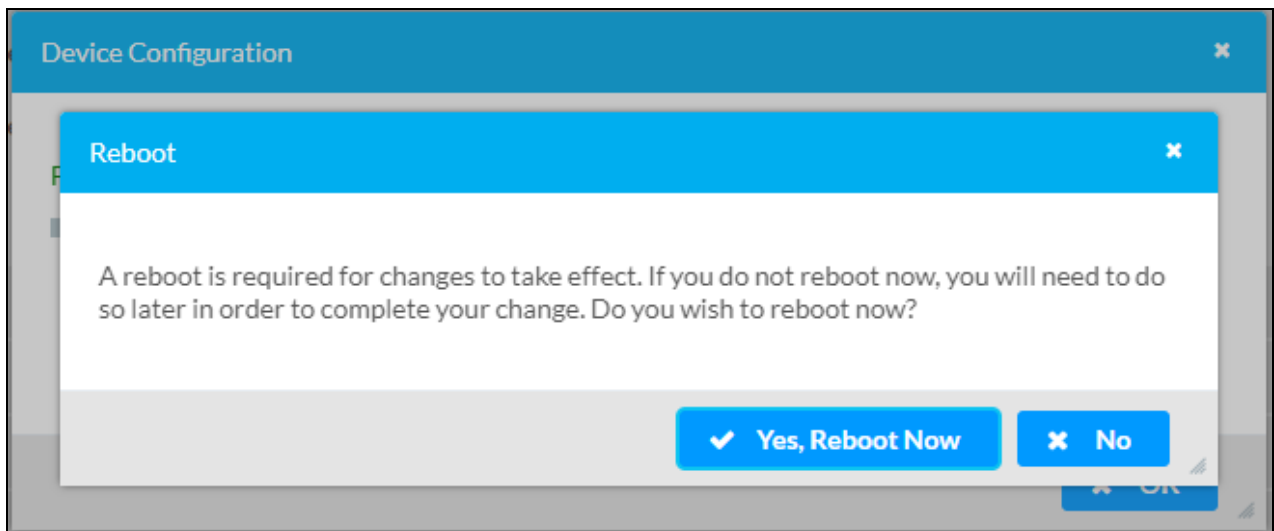 Device Configuration
Reboot
A reboot is required for changes to take effect. If you do not reboot now, you will need to do
so later in order to complete your change. Do you wish to reboot now?
Yes, Reboot Now
No
OK